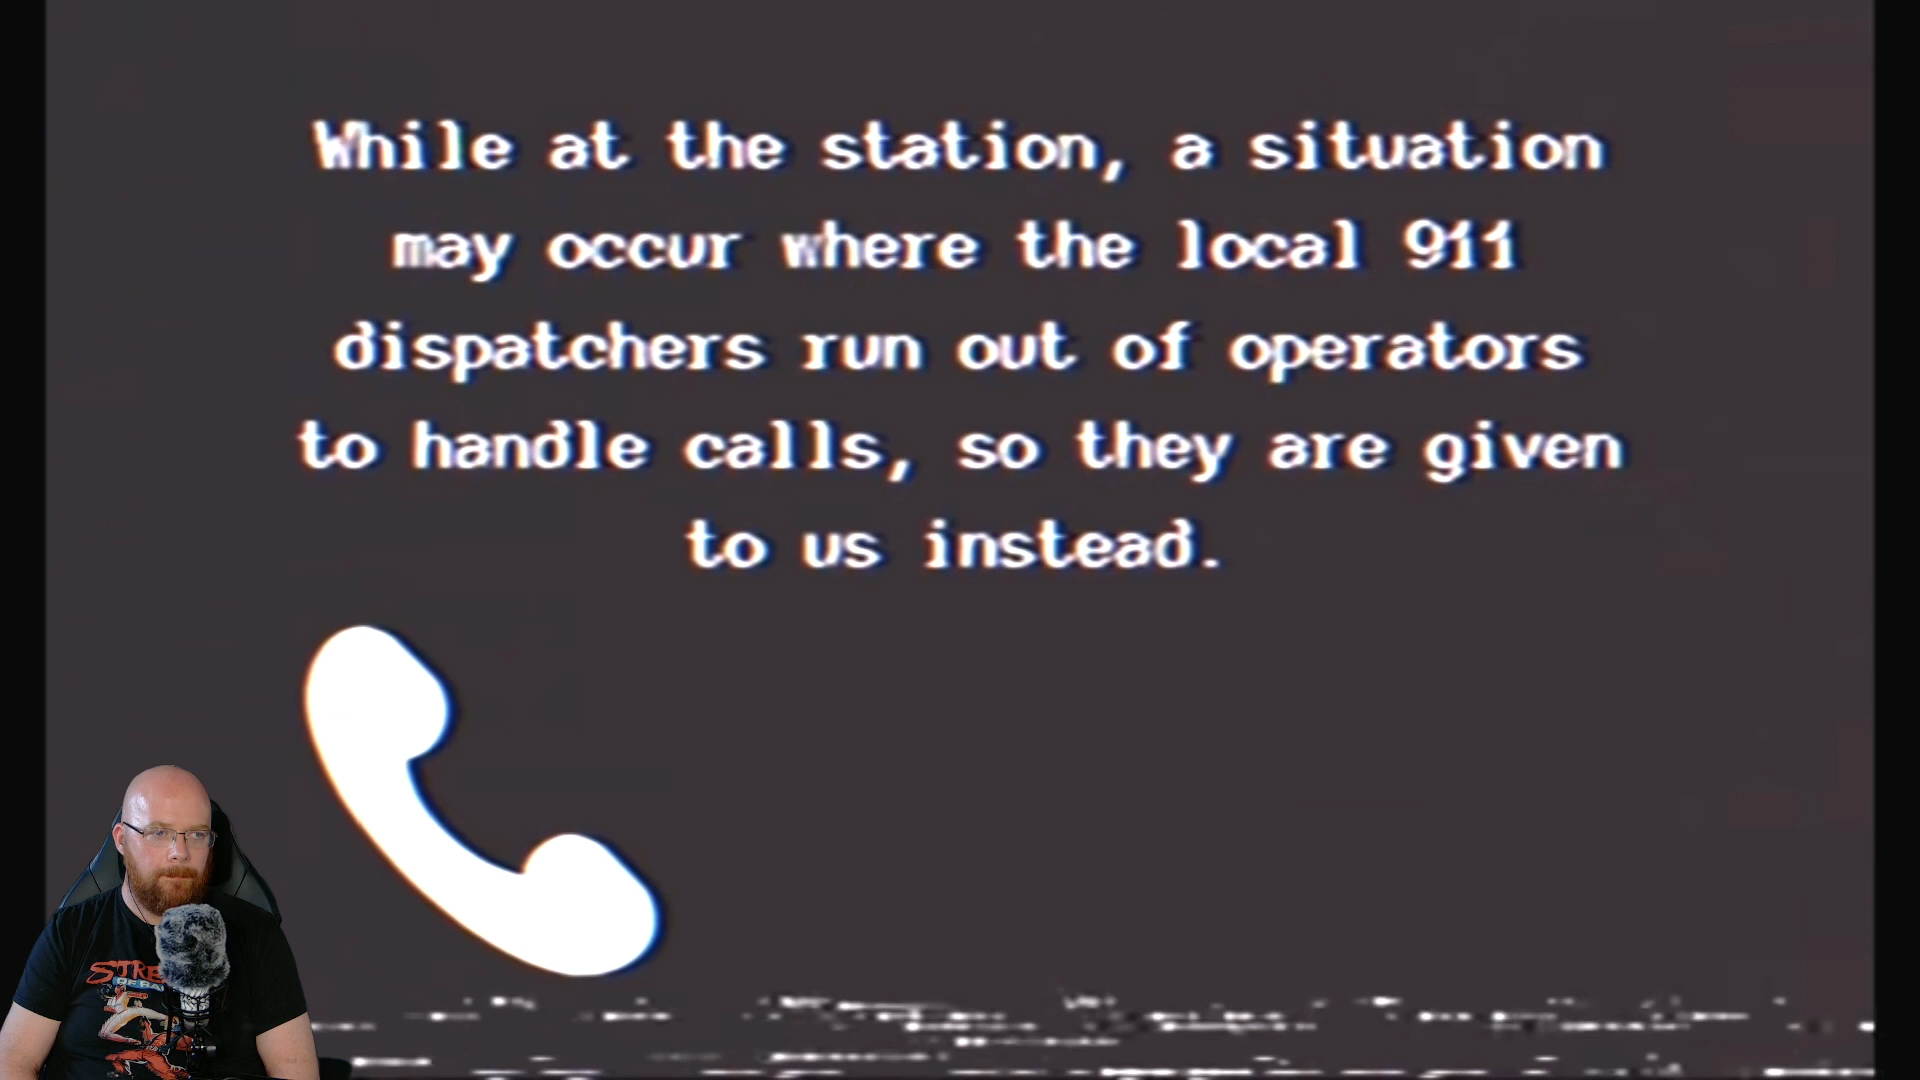 While at the station, a situation
may occur where the local 911
dispatchers run out of operators
to handle calls, so they are given
to us instead.